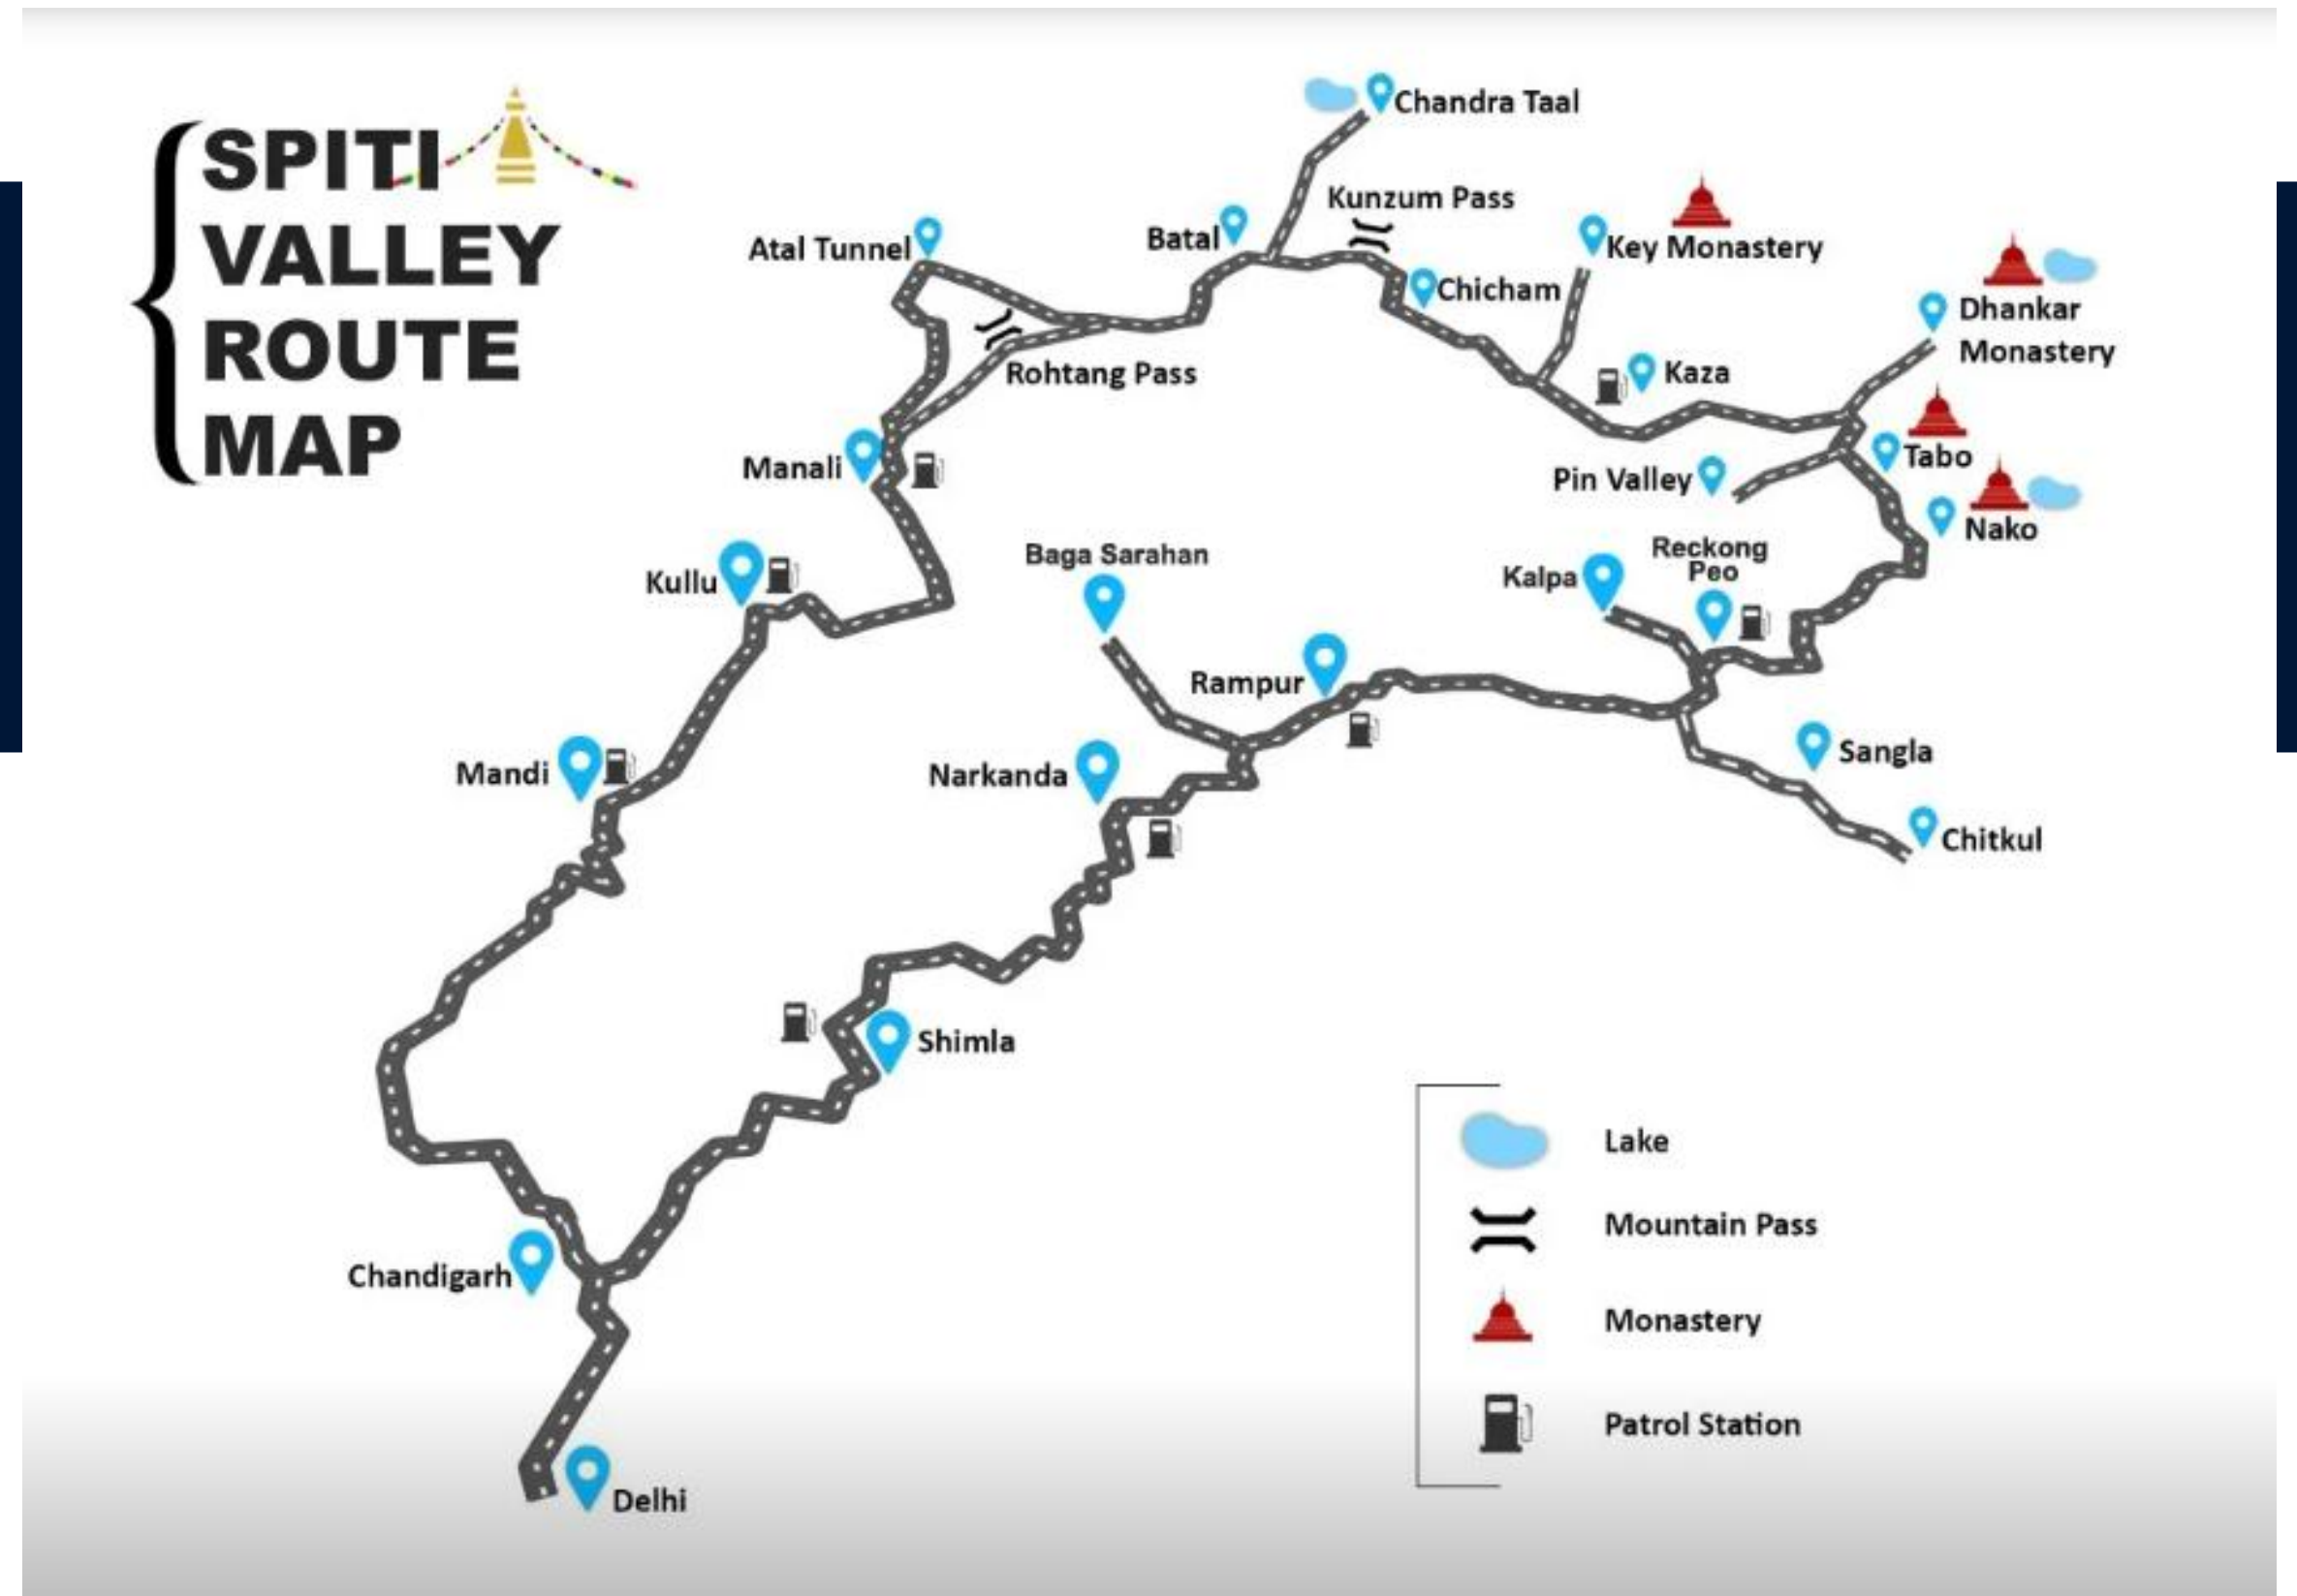 SPITI
VALLEY
ROUTE
MAP
Chandra Taal
Kunzum Pass
Batal
Key Monastery
Atal Tunnel
Chicham
Dhankar
Monastery
Rohtang Pass
Kaza
Tabo
Manali
Pin Valley
Nako
Baga Sarahan
Reckong
Peo
Kalpa
Kullu
Rampur
Sangla
Mandi
Narkanda
Chitkul
Shimla
Chandigarh
Delhi
Lake
Mountain Pass
Monastery
Patrol Station